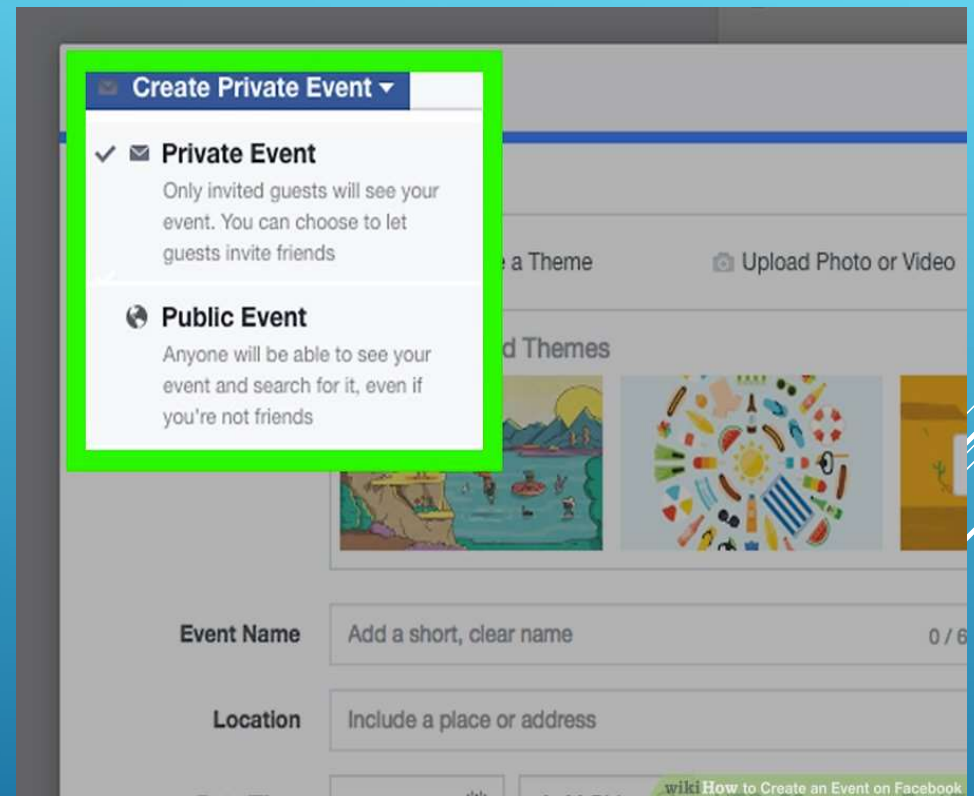 Create Private Event
Private Event
Only invited guests will see your
event. You can choose to let
guests invite friends
Public Event
Anyone will be able to see your
event and search for it, even if
you're not friends
a Theme
Upload Photo or Video
Themes
Event Name
Add a short, clear name
0 / 6
Location
Include a place or address
wikiHow to Create an Event on Facebook